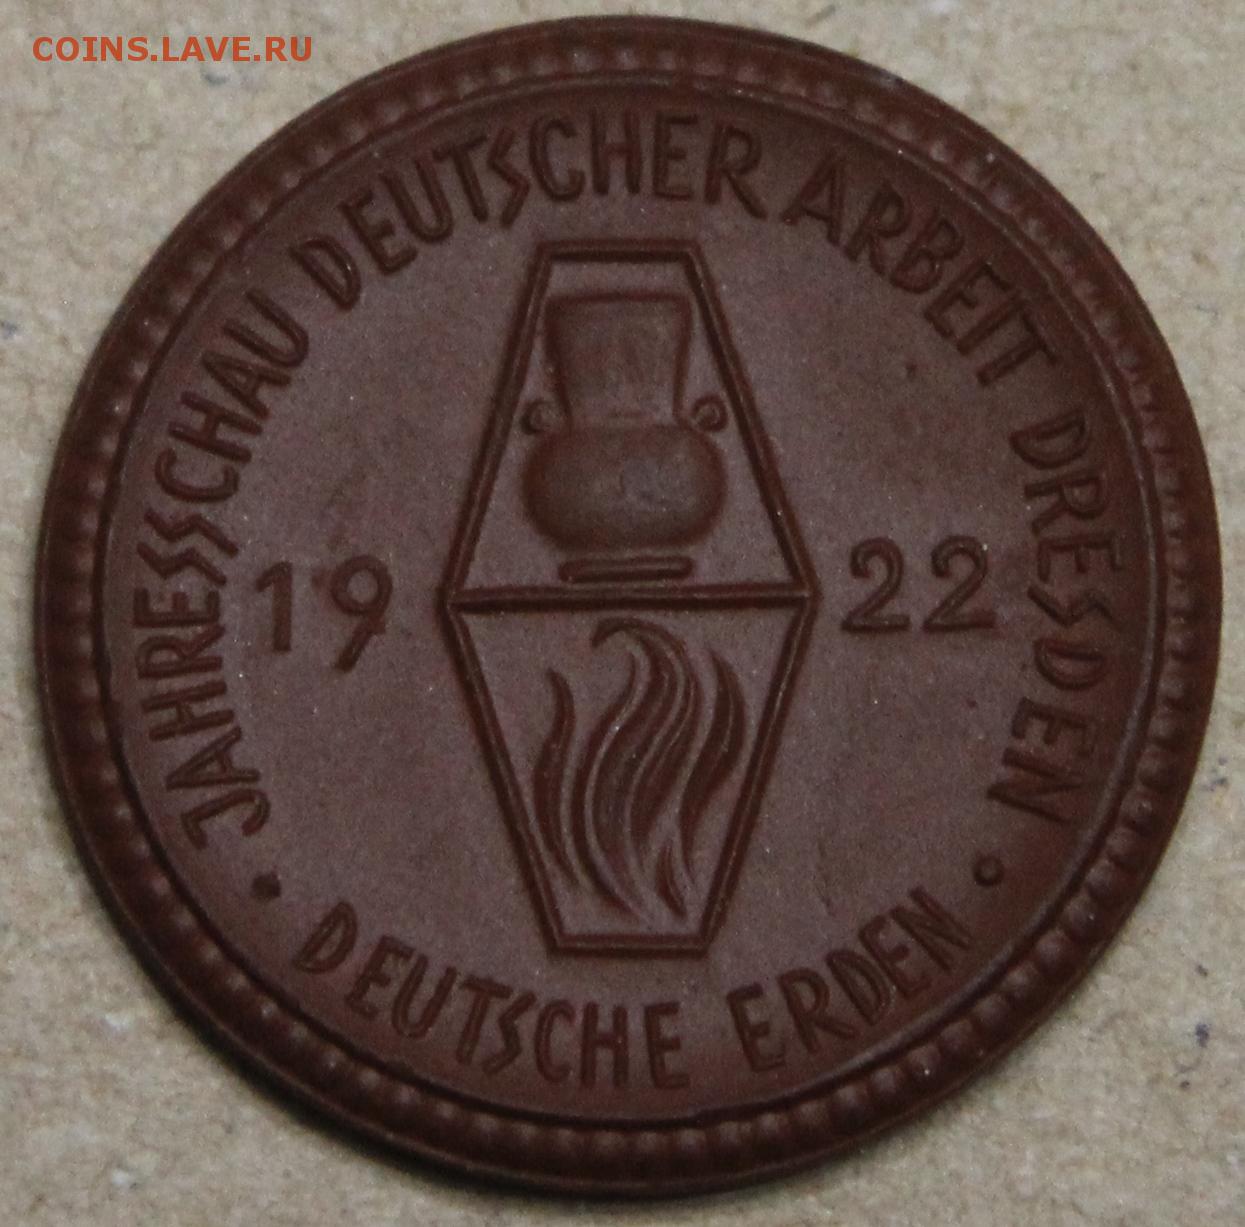 COINS.LAVE.RU
JAHRESSCHAU DEUTSCHER ARBEIT DRESDEN
19 22
· DEUTSCHE ERDEN ·